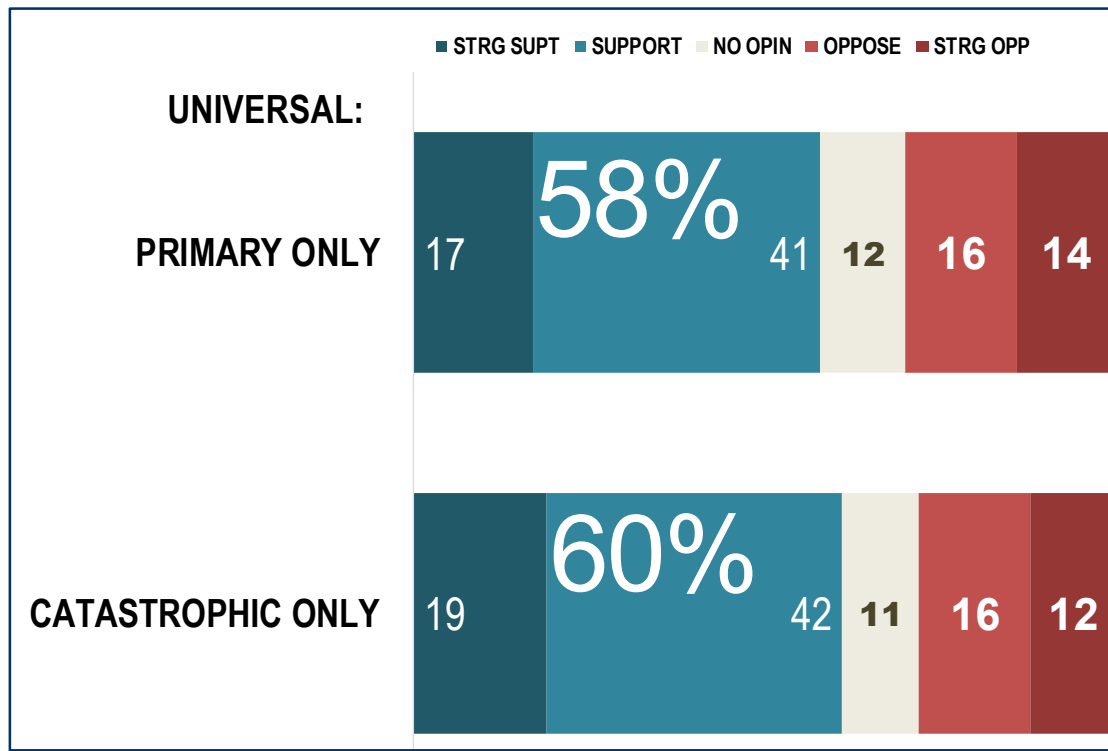 STRG SUPT SUPPORT NO OPIN OPPOSE STRG OPP
UNIVERSAL:
58%
PRIMARY ONLY 17 41 12 16 14
60%
CATASTROPHIC ONLY 19 42 11 16 12